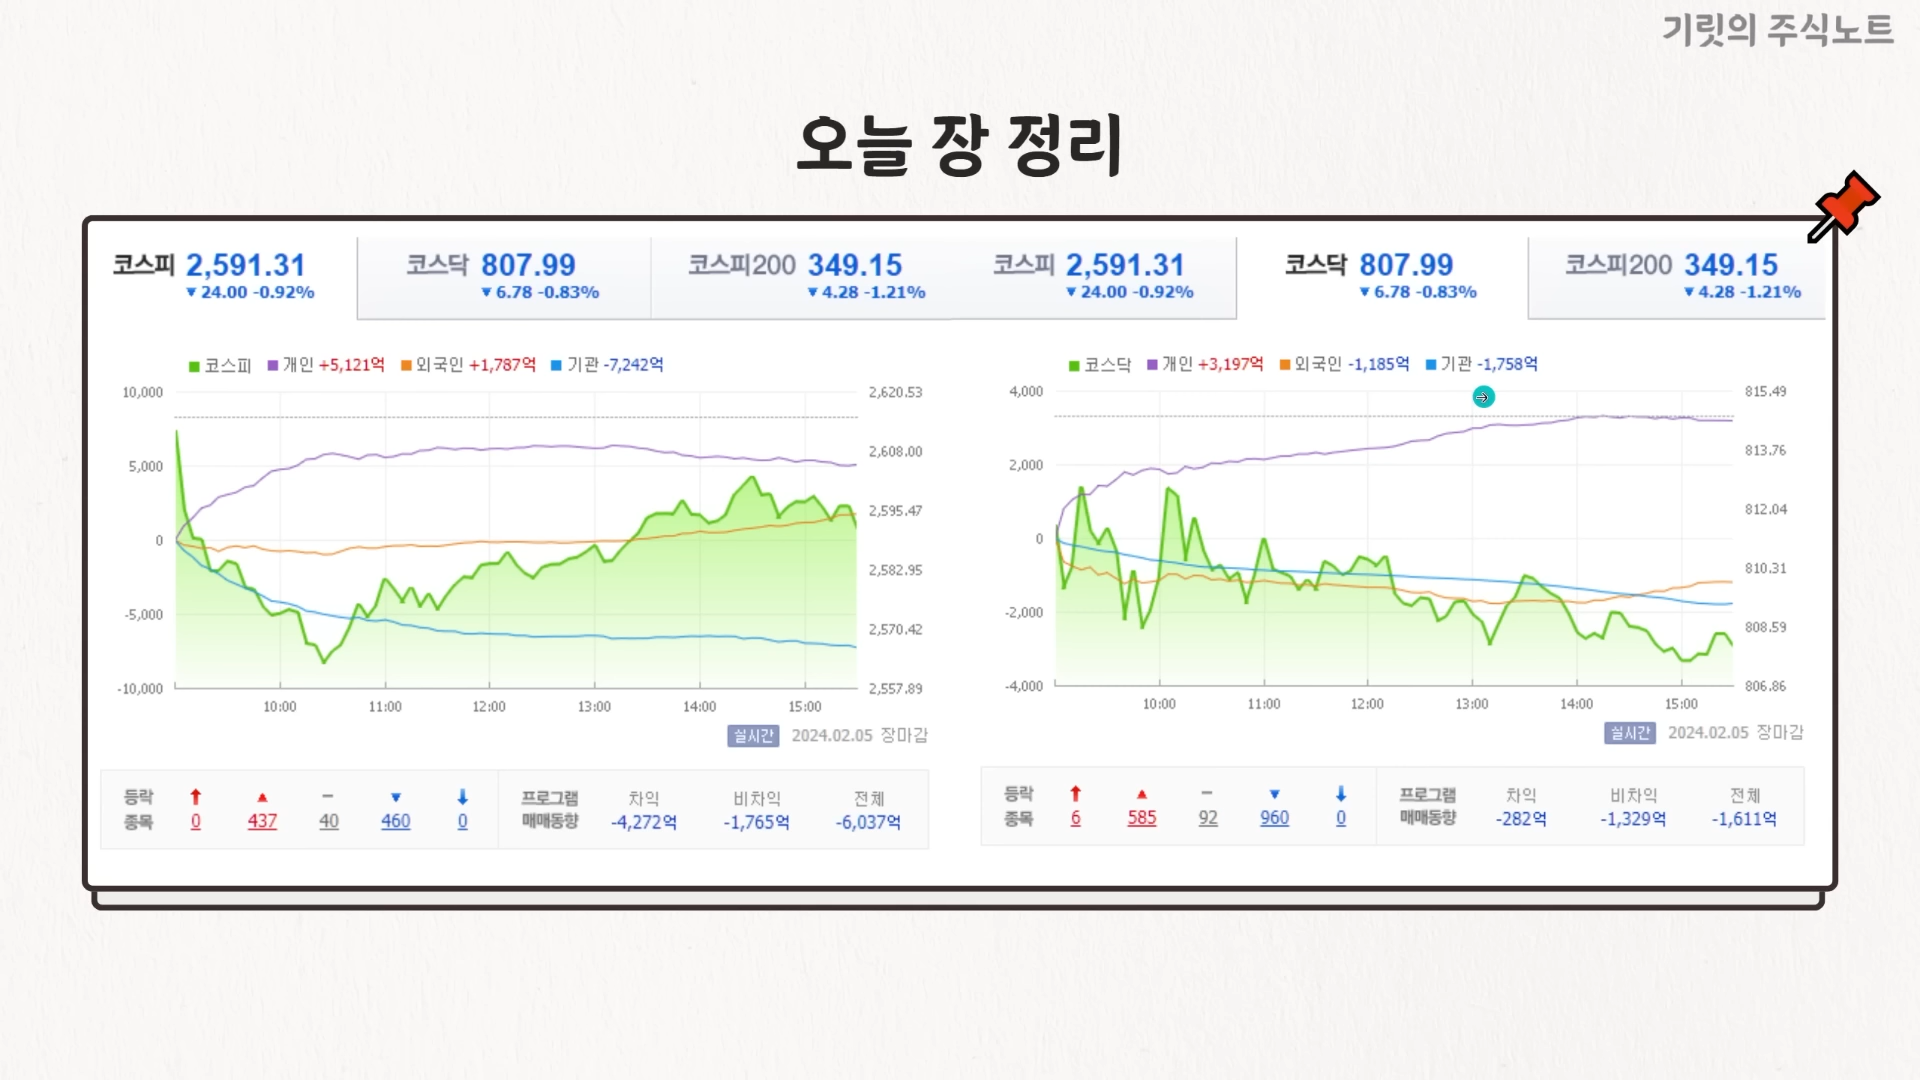 기릿의 주식노트
오늘 장 정리
코스피 2,591.31
▼24.00 -0.92%
코스닥 807.99
▼6.78 -0.83%
코스피200 349.15
▼4.28 -1.21%
코스피 2,591.31
▼24.00 -0.92%
코스닥 807.99
▼6.78 -0.83%
코스피200 349.15
▼4.28 -1.21%
코스피 개인 +5,121억 외국인 +1,787억 기관 -7,242억
10,000
5,000
0
-5,000
-10,000
2,620.53
2,608.00
2,595.47
2,582.95
2,570.42
2,557.89
10:00 11:00 12:00 13:00 14:00 15:00
실시간 2024.02.05 장마감
등락 종목
↑ ▲ － ▼ ↓
0 437 40 460 0
프로그램 매매동향
차익 비차익 전체
-4,272억 -1,765억 -6,037억
코스닥 개인 +3,197억 외국인 -1,185억 기관 -1,758억
4,000
2,000
0
-2,000
-4,000
815.49
813.76
812.04
810.31
808.59
806.86
10:00 11:00 12:00 13:00 14:00 15:00
실시간 2024.02.05 장마감
등락 종목
↑ ▲ － ▼ ↓
6 585 92 960 0
프로그램 매매동향
차익 비차익 전체
-282억 -1,329억 -1,611억